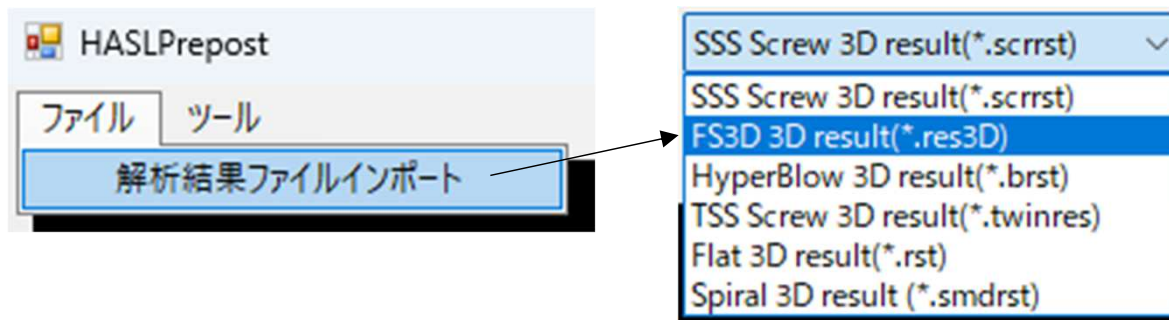 HASLPrepost
ファイル ツール
解析結果ファイルインポート
SSS Screw 3D result(*.scrrst)
SSS Screw 3D result(*.scrrst)
FS3D 3D result(*.res3D)
HyperBlow 3D result(*.brst)
TSS Screw 3D result(*.twinres)
Flat 3D result(*.rst)
Spiral 3D result (*.smdrst)